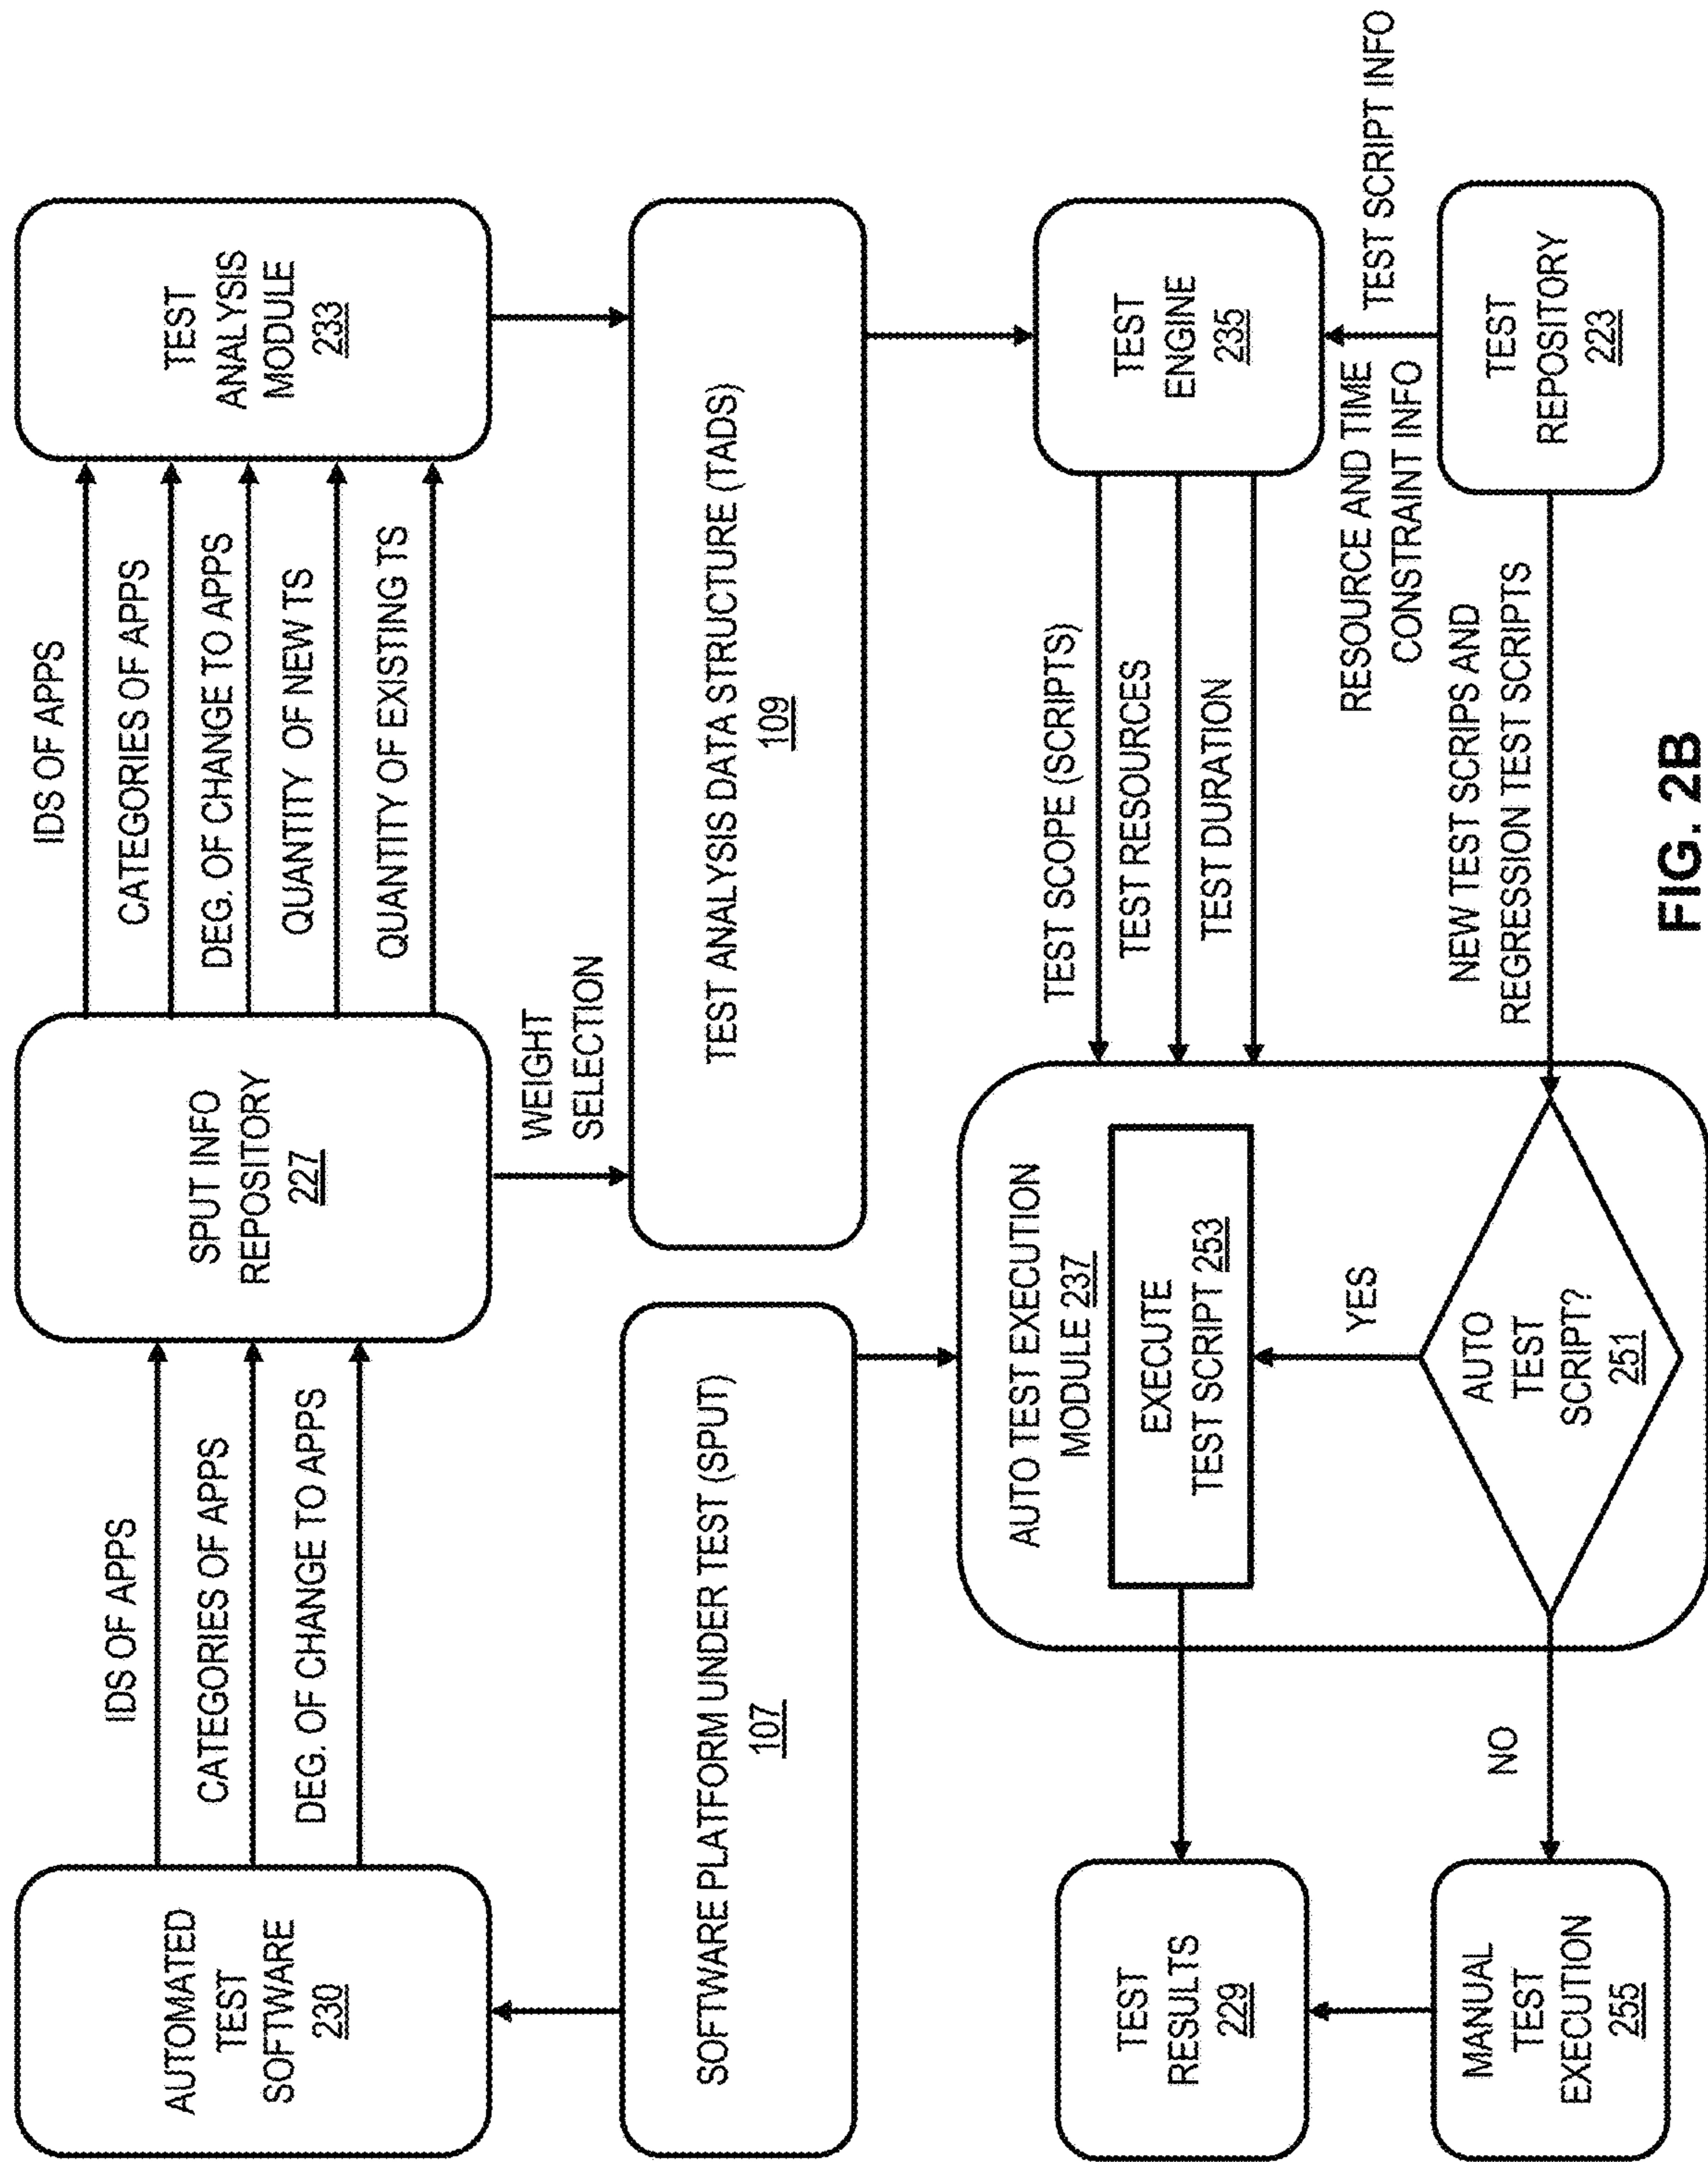 AUTOMATED
TEST
SOFTWARE
230
IDS OF APPS
CATEGORIES OF APPS
DEG. OF CHANGE TO APPS
SPUT INFO
REPOSITORY
227
IDS OF APPS
CATEGORIES OF APPS
DEG. OF CHANGE TO APPS
QUANTITY OF NEW TS
QUANTITY OF EXISTING TS
TEST
ANALYSIS
MODULE
233
WEIGHT
SELECTION
SOFTWARE PLATFORM UNDER TEST (SPUT)
107
TEST ANALYSIS DATA STRUCTURE (TADS)
109
TEST
RESULTS
229
AUTO TEST EXECUTION
MODULE 237
EXECUTE
TEST SCRIPT 253
YES
AUTO
TEST
SCRIPT?
251
NO
MANUAL
TEST
EXECUTION
255
TEST SCOPE (SCRIPTS)
TEST RESOURCES
TEST DURATION
TEST
ENGINE
235
RESOURCE AND TIME
CONSTRAINT INFO
TEST SCRIPT INFO
NEW TEST SCRIPS AND
REGRESSION TEST SCRIPTS
TEST
REPOSITORY
223
FIG. 2B